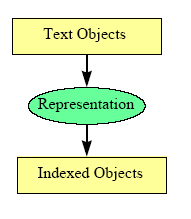 Text Objects
Representation
Indexed Objects